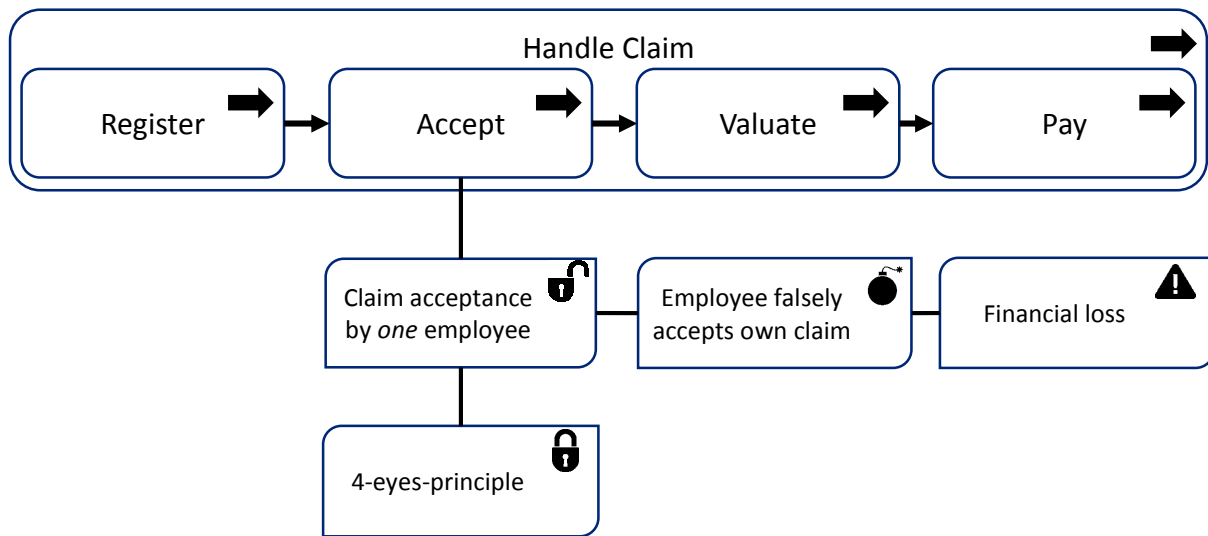 Handle Claim
Register
Accept
Valuate
Pay
Claim acceptance
by one employee
Employee falsely
accepts own claim
Financial loss
4-eyes-principle